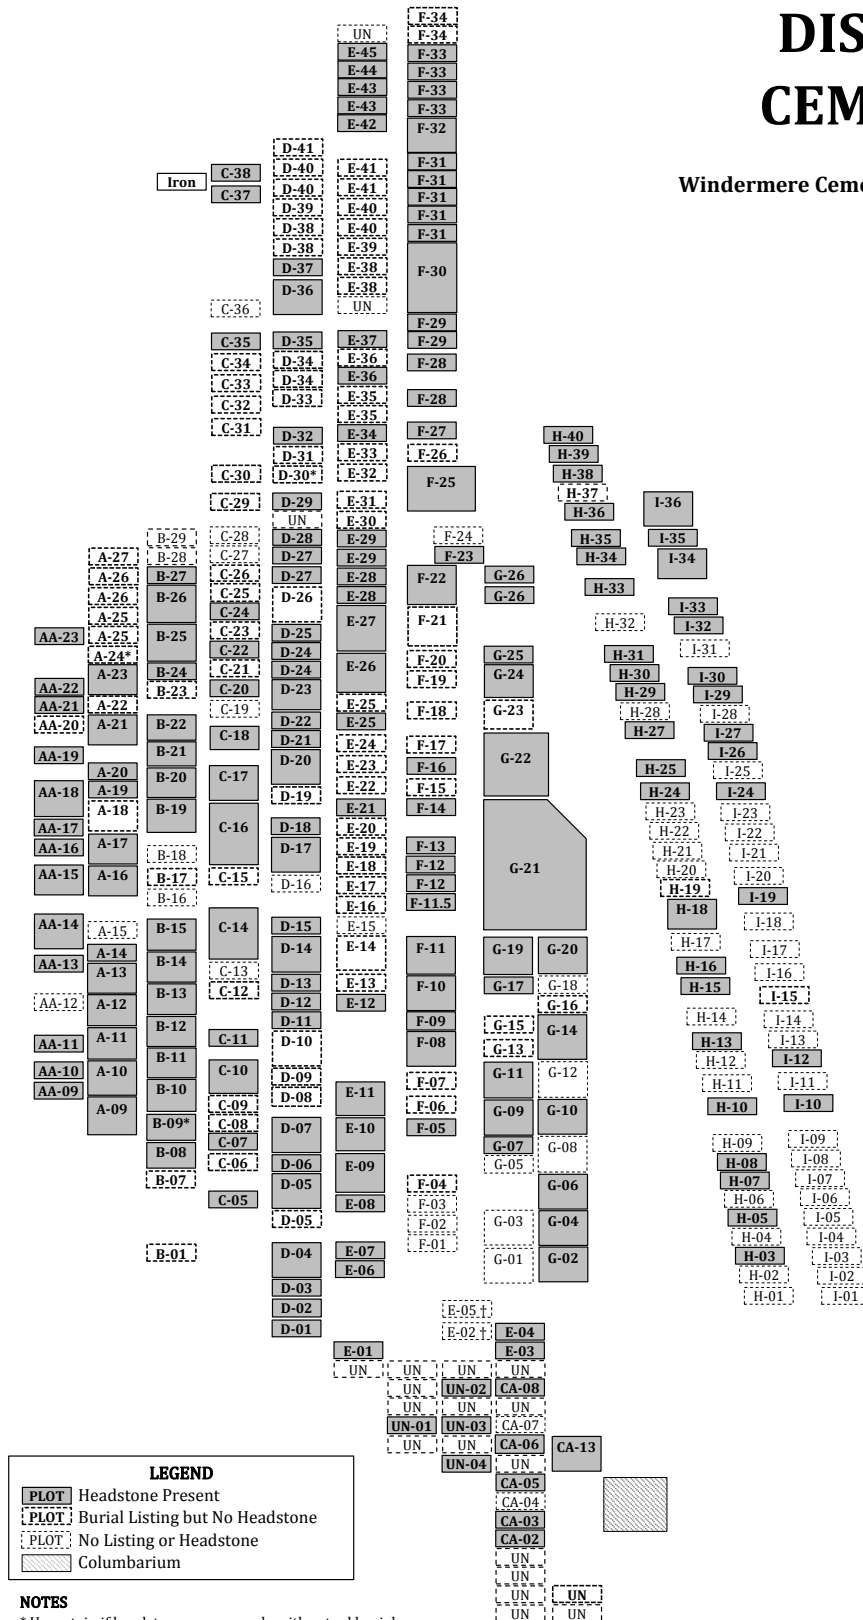 DIS
CEM
Windermere Ceme
AA-23
AA-22
AA-21
AA-20
AA-19
AA-18
AA-17
AA-16
AA-15
AA-14
AA-13
AA-12
AA-11
AA-10
AA-09
A-27
A-26
A-26
A-25
A-25
A-24*
A-23
A-22
A-21
A-20
A-19
A-18
A-17
A-16
A-15
A-14
A-13
A-12
A-11
A-10
A-09
Iron
B-29
B-28
B-27
B-26
B-25
B-24
B-23
B-22
B-21
B-20
B-19
B-18
B-17
B-16
B-15
B-14
B-13
B-12
B-11
B-10
B-09*
B-08
B-07
B-01
C-38
C-37
C-36
C-35
C-34
C-33
C-32
C-31
C-30
C-29
C-28
C-27
C-26
C-25
C-24
C-23
C-22
C-21
C-20
C-19
C-18
C-17
C-16
C-15
C-14
C-13
C-12
C-11
C-10
C-09
C-08
C-07
C-06
C-05
D-41
D-40
D-40
D-39
D-38
D-38
D-37
D-36
D-35
D-34
D-34
D-33
D-32
D-31
D-30*
D-29
UN
D-28
D-27
D-27
D-26
D-25
D-24
D-24
D-23
D-22
D-21
D-20
D-19
D-18
D-17
D-16
D-15
D-14
D-13
D-12
D-11
D-10
D-09
D-08
D-07
D-06
D-05
D-05
D-04
D-03
D-02
D-01
UN
E-45
E-44
E-43
E-43
E-42
E-41
E-41
E-40
E-40
E-39
E-38
E-38
UN
E-37
E-36
E-36
E-35
E-35
E-34
E-33
E-32
E-31
E-30
E-29
E-29
E-28
E-28
E-27
E-26
E-25
E-25
E-24
E-23
E-22
E-21
E-20
E-19
E-18
E-17
E-16
E-15
E-14
E-13
E-12
E-11
E-10
E-09
E-08
E-07
E-06
E-01
UN
F-34
F-34
F-33
F-33
F-33
F-33
F-32
F-31
F-31
F-31
F-31
F-31
F-30
F-29
F-29
F-28
F-28
F-27
F-26
F-25
F-24
F-23
F-22
F-21
F-20
F-19
F-18
F-17
F-16
F-15
F-14
F-13
F-12
F-12
F-11.5
F-11
F-10
F-09
F-08
F-07
F-06
F-05
F-04
F-03
F-02
F-01
G-26
G-26
G-25
G-24
G-23
G-22
G-21
G-19
G-17
G-15
G-13
G-11
G-09
G-07
G-05
G-03
G-01
G-20
G-18
G-16
G-14
G-12
G-10
G-08
G-06
G-04
G-02
H-40
H-39
H-38
H-37
H-36
H-35
H-34
H-33
H-32
H-31
H-30
H-29
H-28
H-27
H-25
H-24
H-23
H-22
H-21
H-20
H-19
H-18
H-17
H-16
H-15
H-14
H-13
H-12
H-11
H-10
H-09
H-08
H-07
H-06
H-05
H-04
H-03
H-02
H-01
I-36
I-35
I-34
I-33
I-32
I-31
I-30
I-29
I-28
I-27
I-26
I-25
I-24
I-23
I-22
I-21
I-20
I-19
I-18
I-17
I-16
I-15
I-14
I-13
I-12
I-11
I-10
I-09
I-08
I-07
I-06
I-05
I-04
I-03
I-02
I-01
UN
UN
UN
UN-01
UN
E-05 †
E-02 †
UN
UN-02
UN
UN-03
UN
UN-04
E-04
E-03
UN
CA-08
UN
CA-07
CA-06
UN
CA-05
CA-04
CA-03
CA-02
UN
UN
UN
UN
CA-13
UN
UN
LEGEND
PLOT Headstone Present
PLOT Burial Listing but No Headstone
PLOT No Listing or Headstone
Columbarium
NOTES